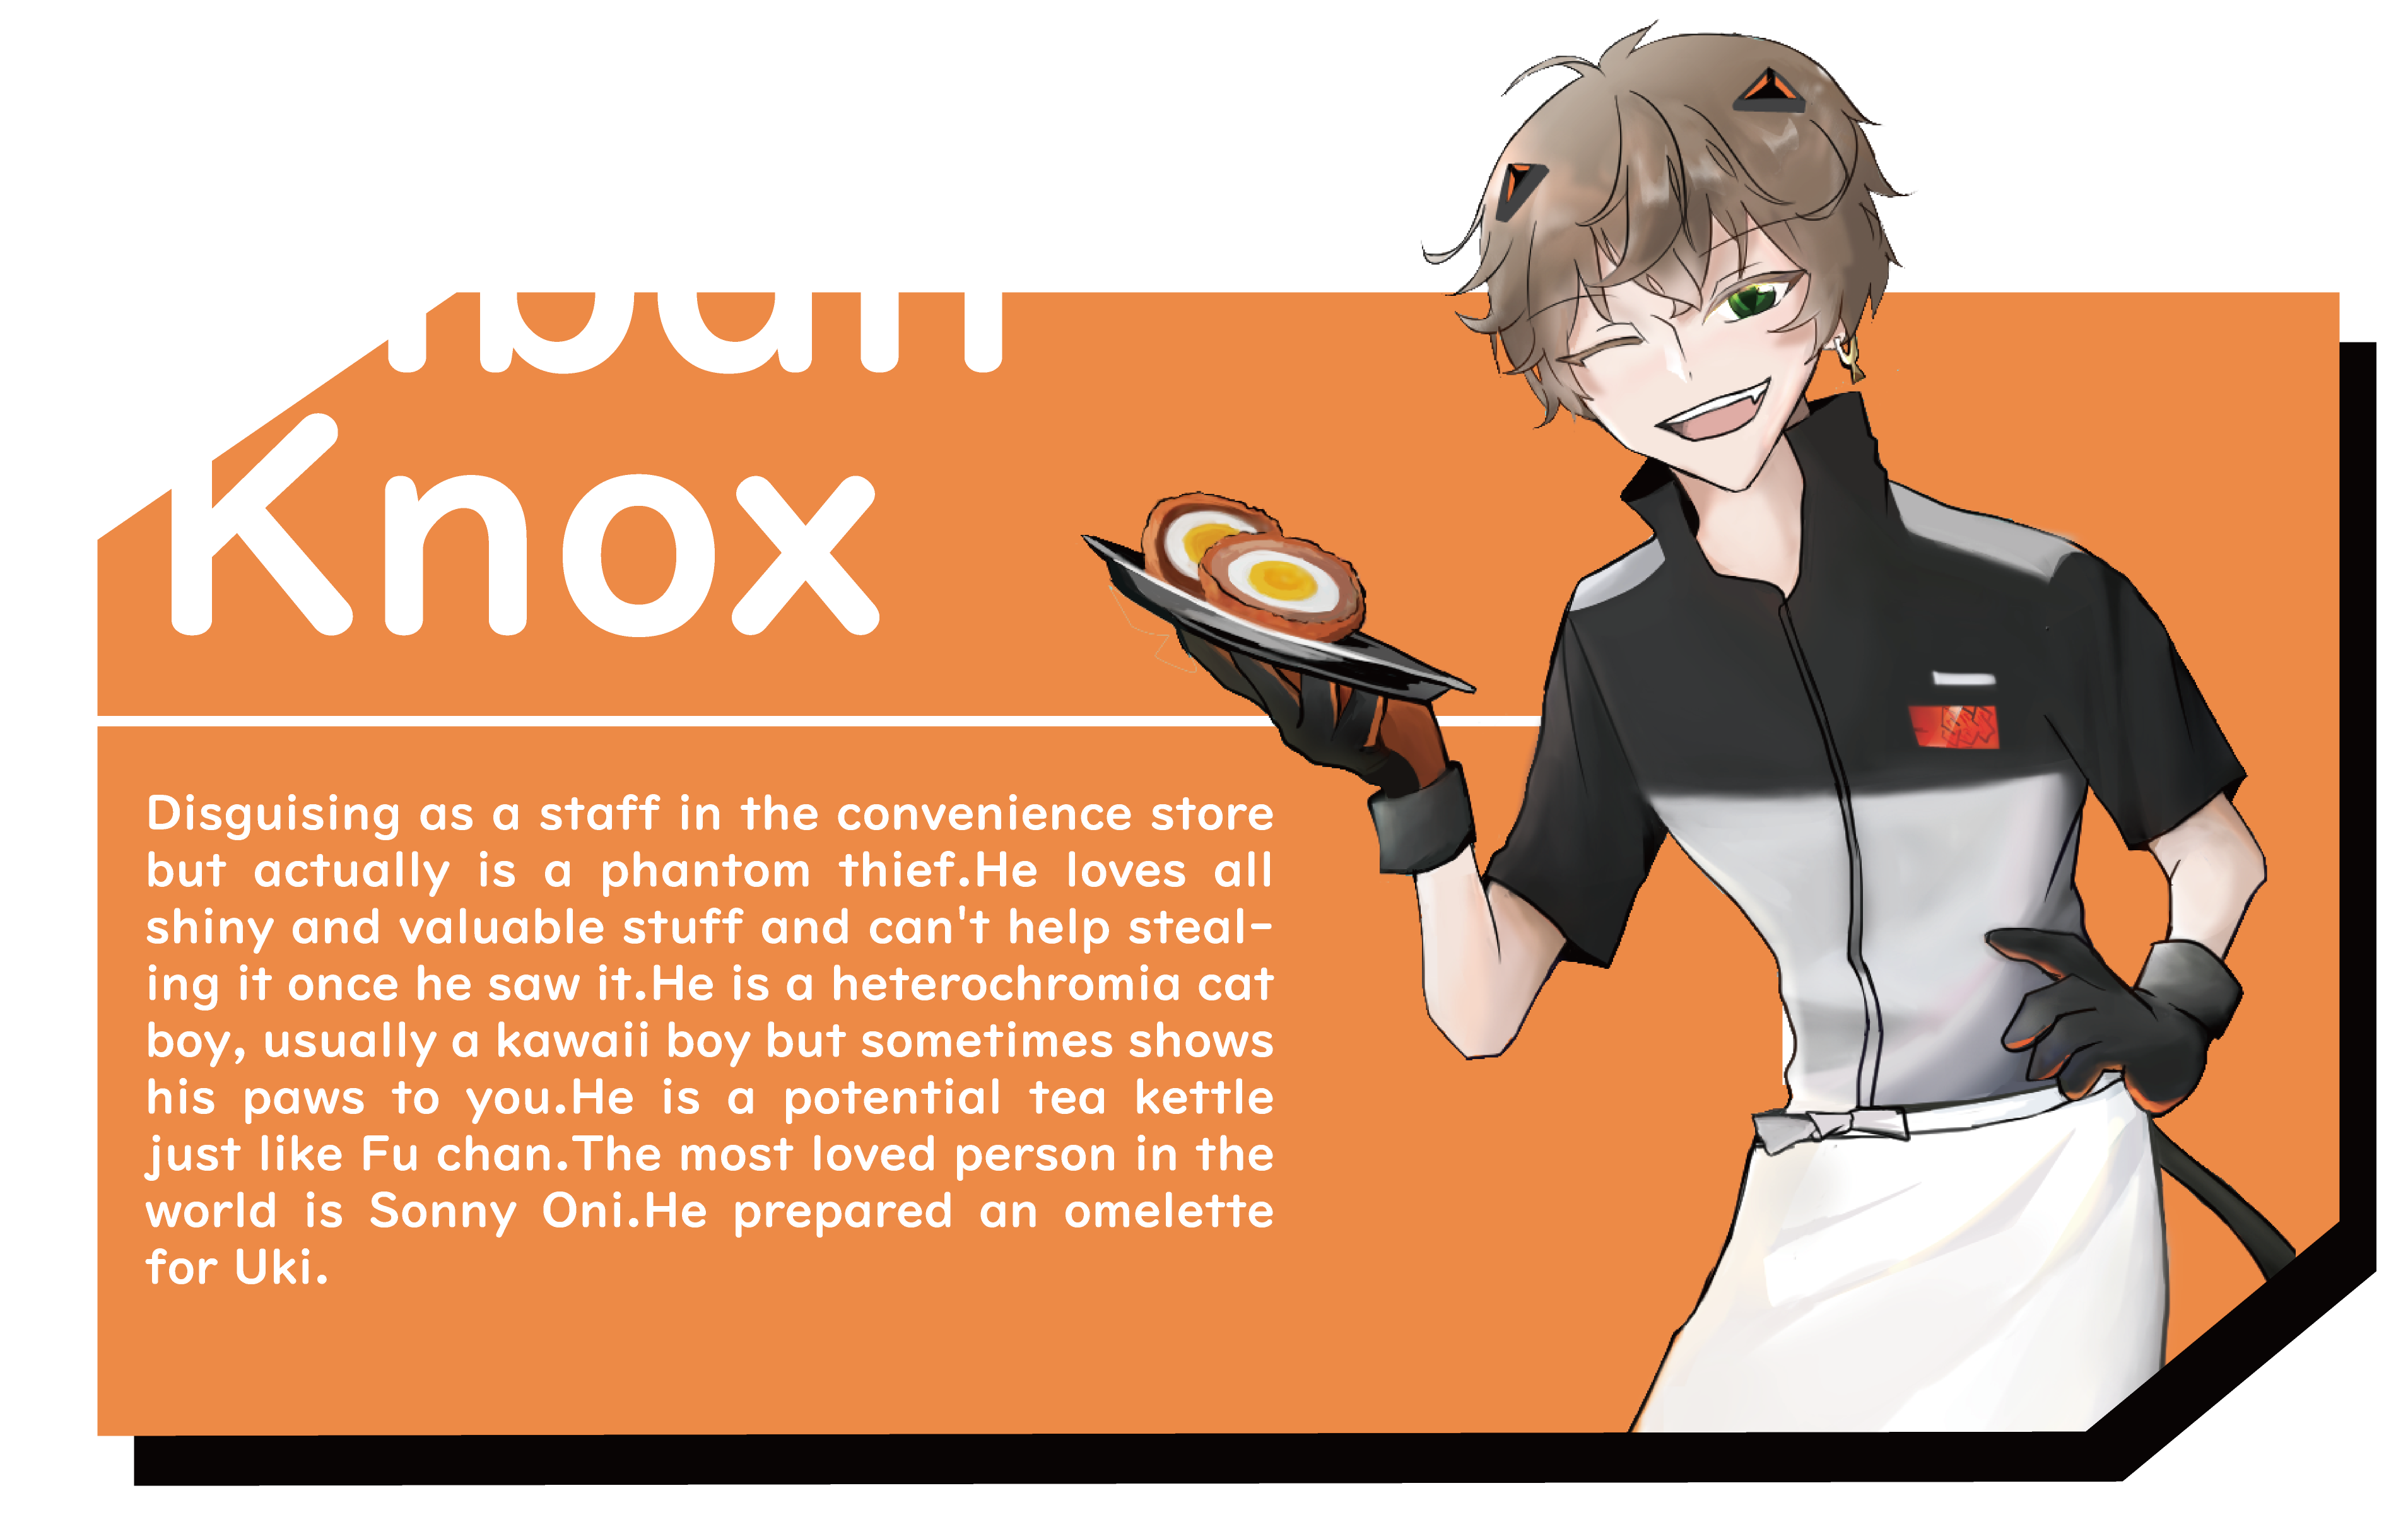 Knox
Disguising as a staff in the convenience store
but actually is a phantom thief.He loves all
shiny and valuable stuff and can't help steal-
ing it once he saw it.He is a heterochromia cat
boy, usually a kawaii boy but sometimes shows
his paws to you.He is a potential tea kettle
just like Fu chan.The most loved person in the
world is Sonny Oni.He prepared an omelette
for Uki.